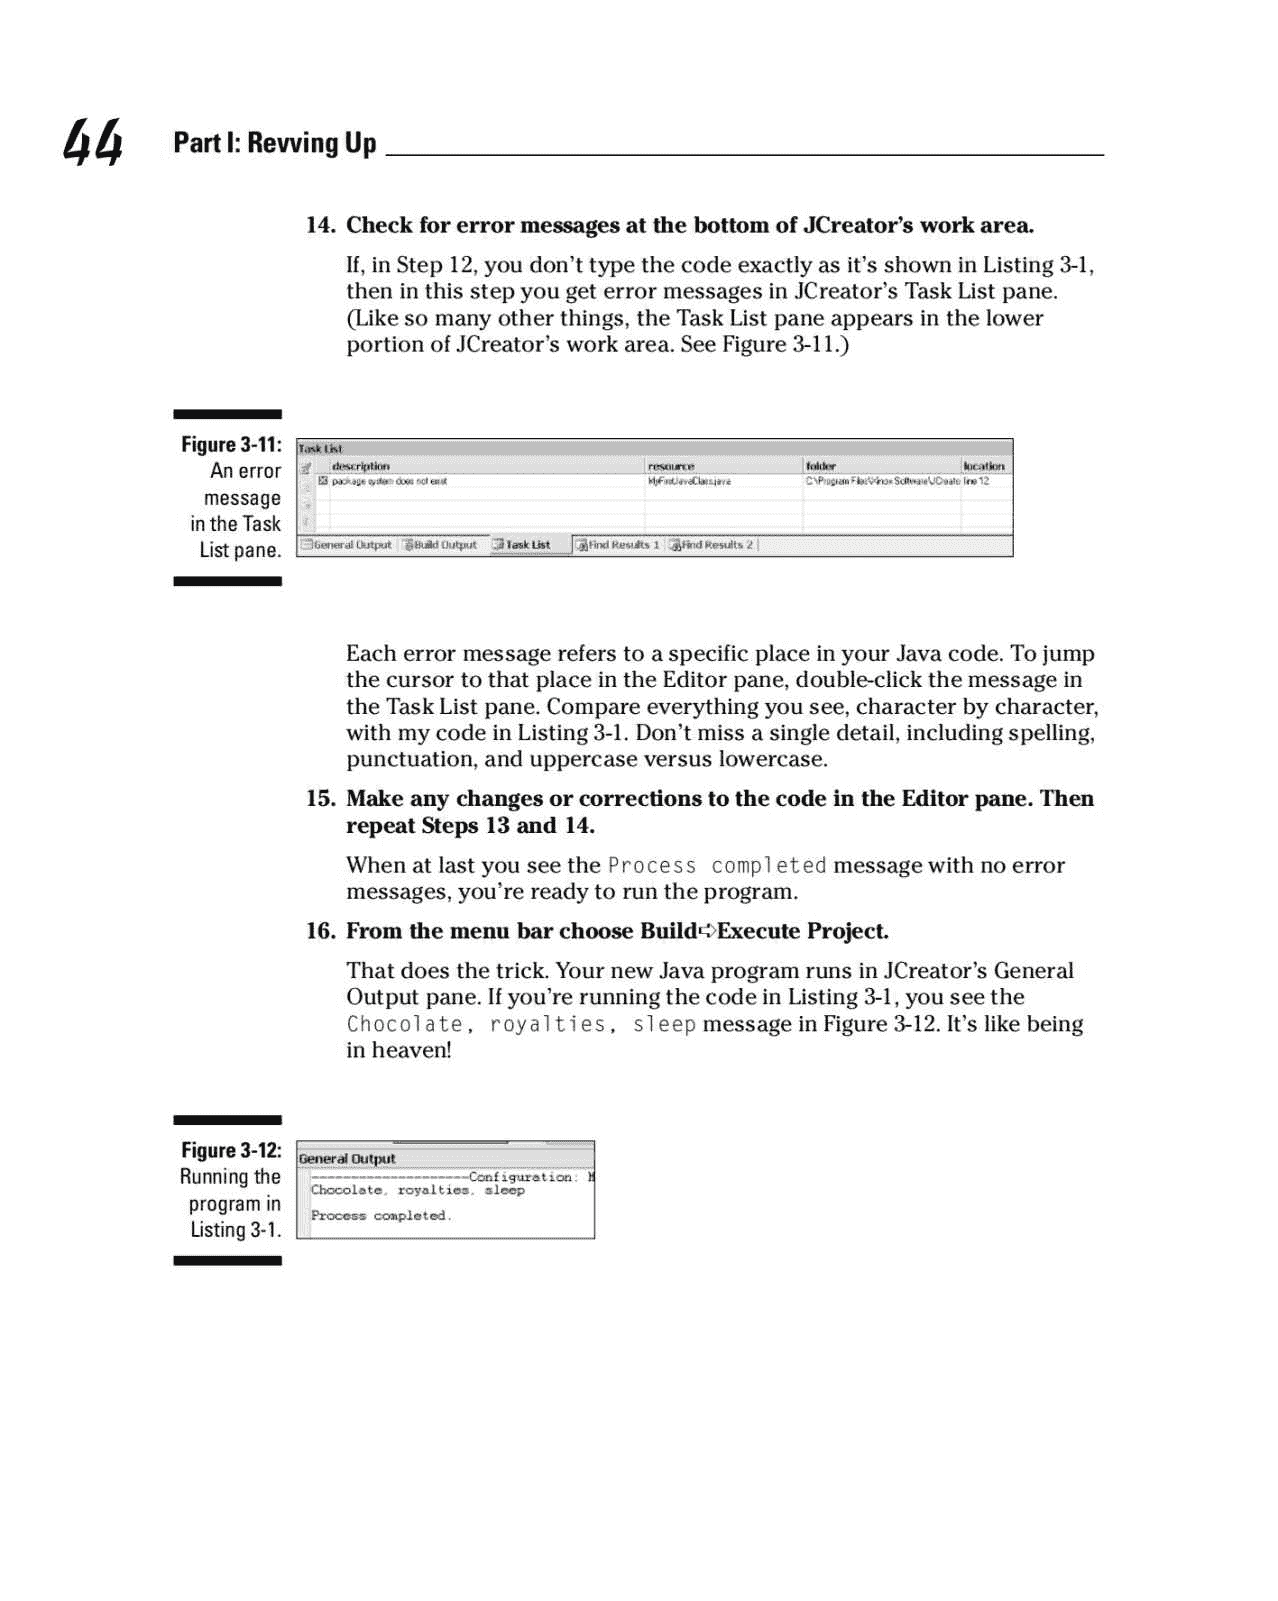 44 Part I: Revving Up
14. Check for error messages at the bottom of JCreator's work area.
If, in Step 12, you don't type the code exactly as it's shown in Listing 3-1,
then in this step you get error messages in JCreator's Task List pane.
(Like so many other things, the Task List pane appears in the lower
portion of JCreator's work area. See Figure 3-11.)
Figure 3-11:
An error
message
in the Task
List pane.
Task List
description resource folder location
package system does not exist MyFirstJavaClass.java C:\Program Files\Xinox Software\JCreato line 12
General Output Build Output Task List Find Results 1 Find Results 2
Each error message refers to a specific place in your Java code. To jump
the cursor to that place in the Editor pane, double-click the message in
the Task List pane. Compare everything you see, character by character,
with my code in Listing 3-1. Don't miss a single detail, including spelling,
punctuation, and uppercase versus lowercase.
15. Make any changes or corrections to the code in the Editor pane. Then
repeat Steps 13 and 14.
When at last you see the Process completed message with no error
messages, you're ready to run the program.
16. From the menu bar choose Build➪Execute Project.
That does the trick. Your new Java program runs in JCreator's General
Output pane. If you're running the code in Listing 3-1, you see the
Chocolate, royalties, sleep message in Figure 3-12. It's like being
in heaven!
Figure 3-12:
Running the
program in
Listing 3-1.
General Output
--------------------Configuration: M
Chocolate, royalties, sleep
Process completed.